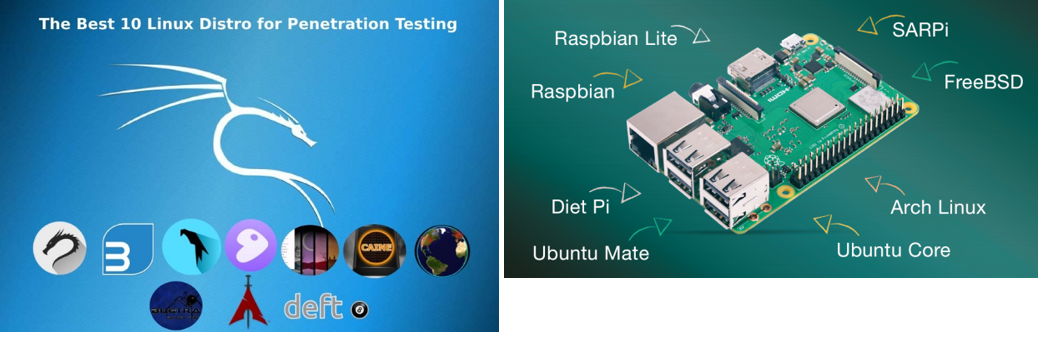 The Best 10 Linux Distro for Penetration Testing
CAINE
deft
Raspbian Lite
SARPi
Raspbian
FreeBSD
HDMI
Diet Pi
Arch Linux
Ubuntu Mate
Ubuntu Core